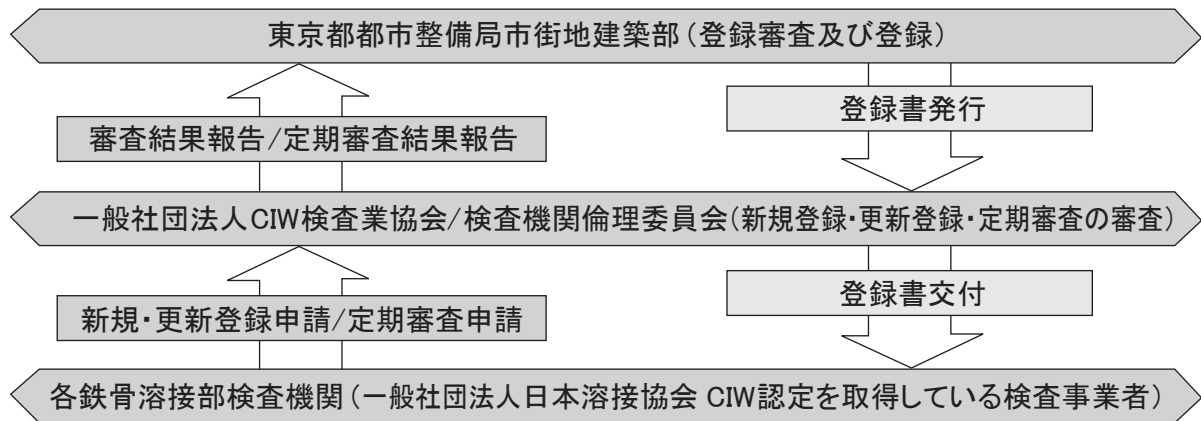 東京都都市整備局市街地建築部（登録審査及び登録）
登録書発行
審査結果報告/定期審査結果報告
一般社団法人CIW検査業協会/検査機関倫理委員会（新規登録・更新登録・定期審査の審査）
登録書交付
新規・更新登録申請/定期審査申請
各鉄骨溶接部検査機関（一般社団法人日本溶接協会 CIW認定を取得している検査事業者）